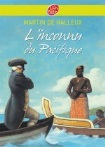 MARTIN DE HALLEUX
L'inconnu
du Pacifique